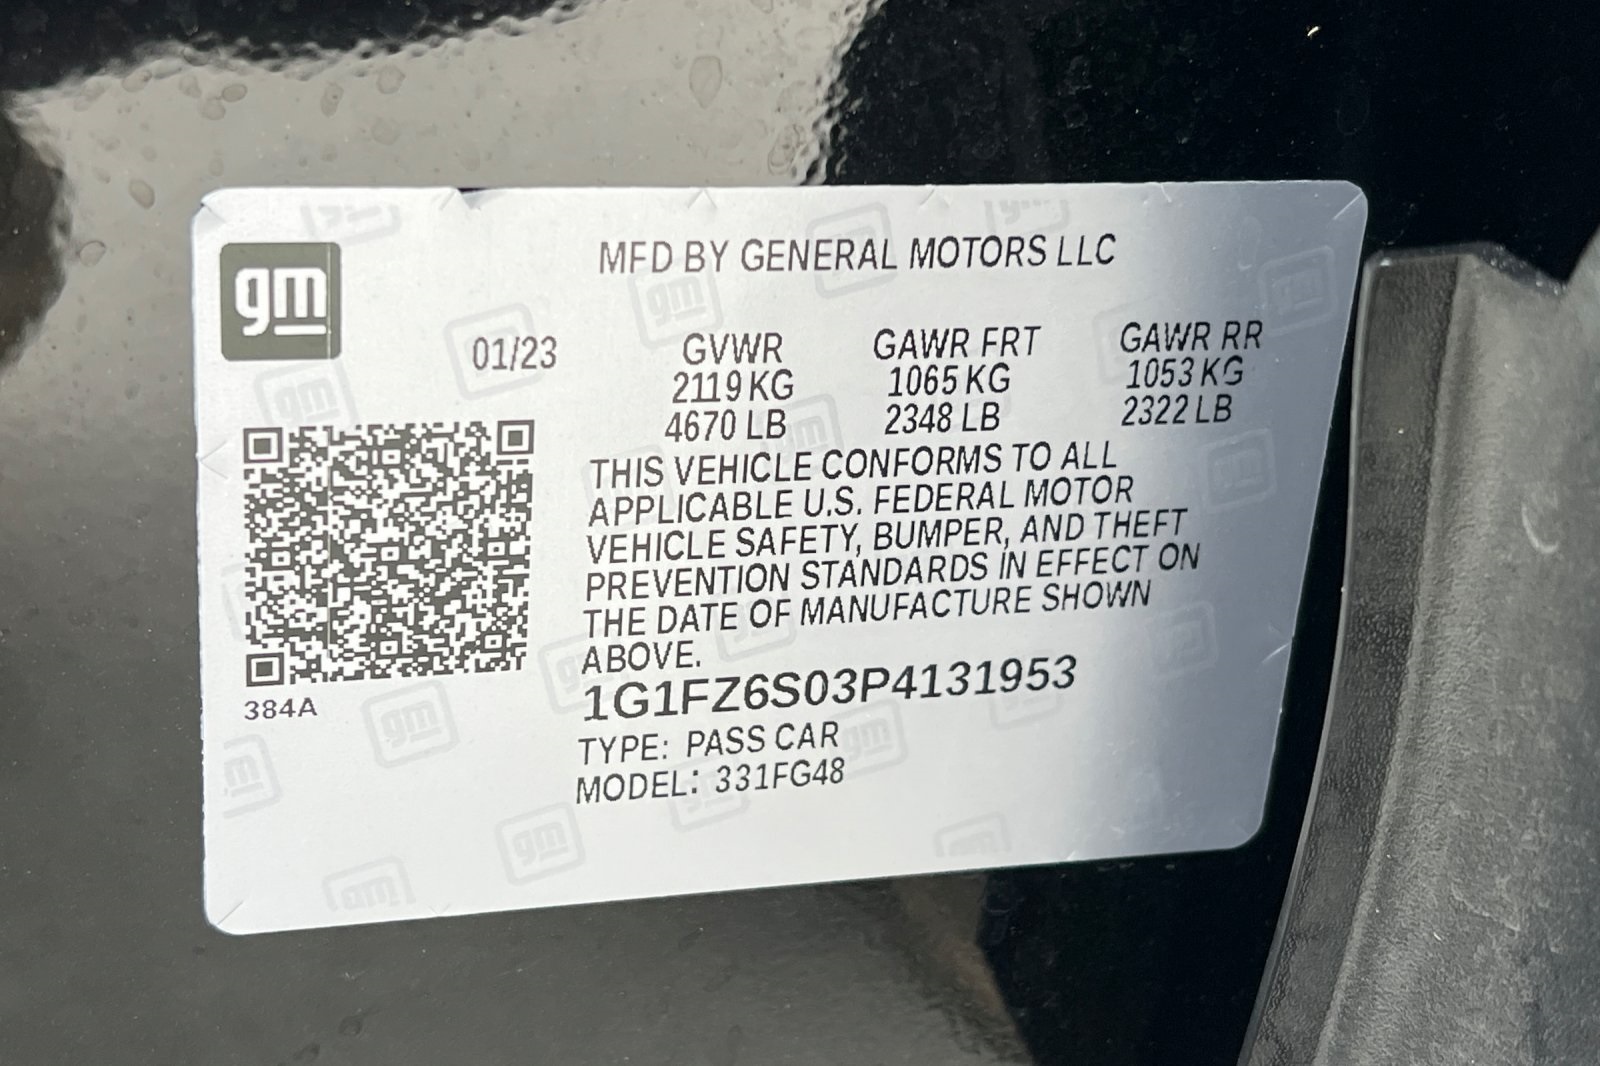 gm
MFD BY GENERAL MOTORS LLC
01/23
GVWR
2119 KG
4670 LB
GAWR FRT
1065 KG
2348 LB
GAWR RR
1053 KG
2322 LB
THIS VEHICLE CONFORMS TO ALL
APPLICABLE U.S. FEDERAL MOTOR
VEHICLE SAFETY, BUMPER, AND THEFT
PREVENTION STANDARDS IN EFFECT ON
THE DATE OF MANUFACTURE SHOWN
ABOVE.
384A
1G1FZ6S03P4131953
TYPE: PASS CAR
MODEL: 331FG48